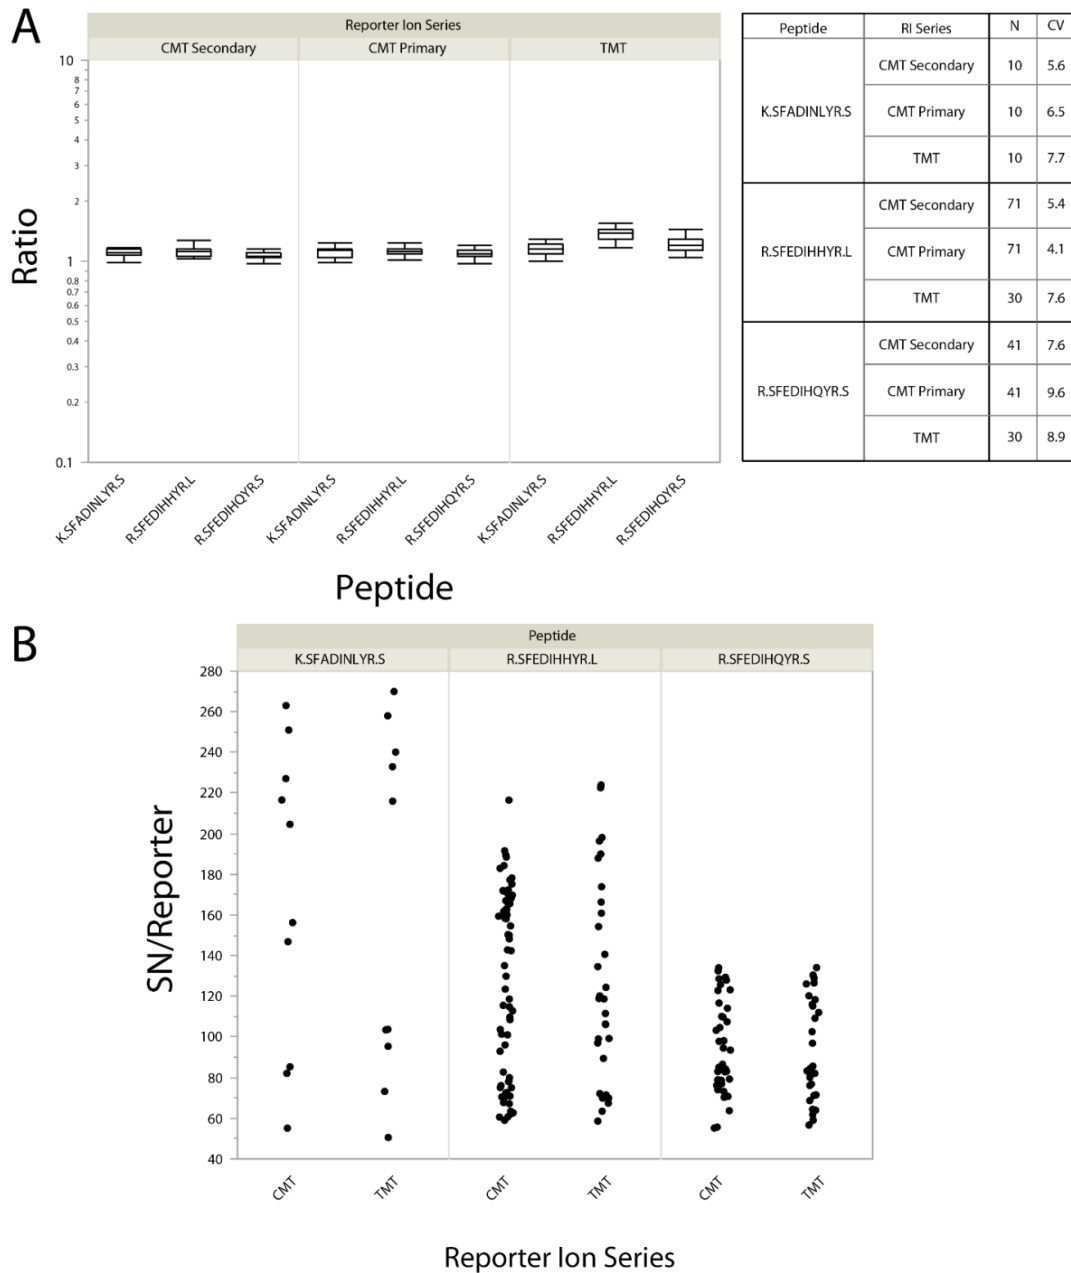 A
Reporter Ion Series
CMT Secondary CMT Primary TMT
10
8
7
6
5
4
3
2
1
0.8
0.7
0.6
0.5
0.4
0.3
0.2
0.1
Ratio
K.SFADINLYR.S R.SFEDIHHYR.L R.SFEDIHQYR.S K.SFADINLYR.S R.SFEDIHHYR.L R.SFEDIHQYR.S K.SFADINLYR.S R.SFEDIHHYR.L R.SFEDIHQYR.S
Peptide
Peptide RI Series N CV
K.SFADINLYR.S
CMT Secondary 10 5.6
CMT Primary 10 6.5
TMT 10 7.7
R.SFEDIHHYR.L
CMT Secondary 71 5.4
CMT Primary 71 4.1
TMT 30 7.6
R.SFEDIHQYR.S
CMT Secondary 41 7.6
CMT Primary 41 9.6
TMT 30 8.9
B
Peptide
K.SFADINLYR.S R.SFEDIHHYR.L R.SFEDIHQYR.S
280
260
240
220
200
180
160
140
120
100
80
60
40
SN/Reporter
CMT TMT CMT TMT CMT TMT
Reporter Ion Series